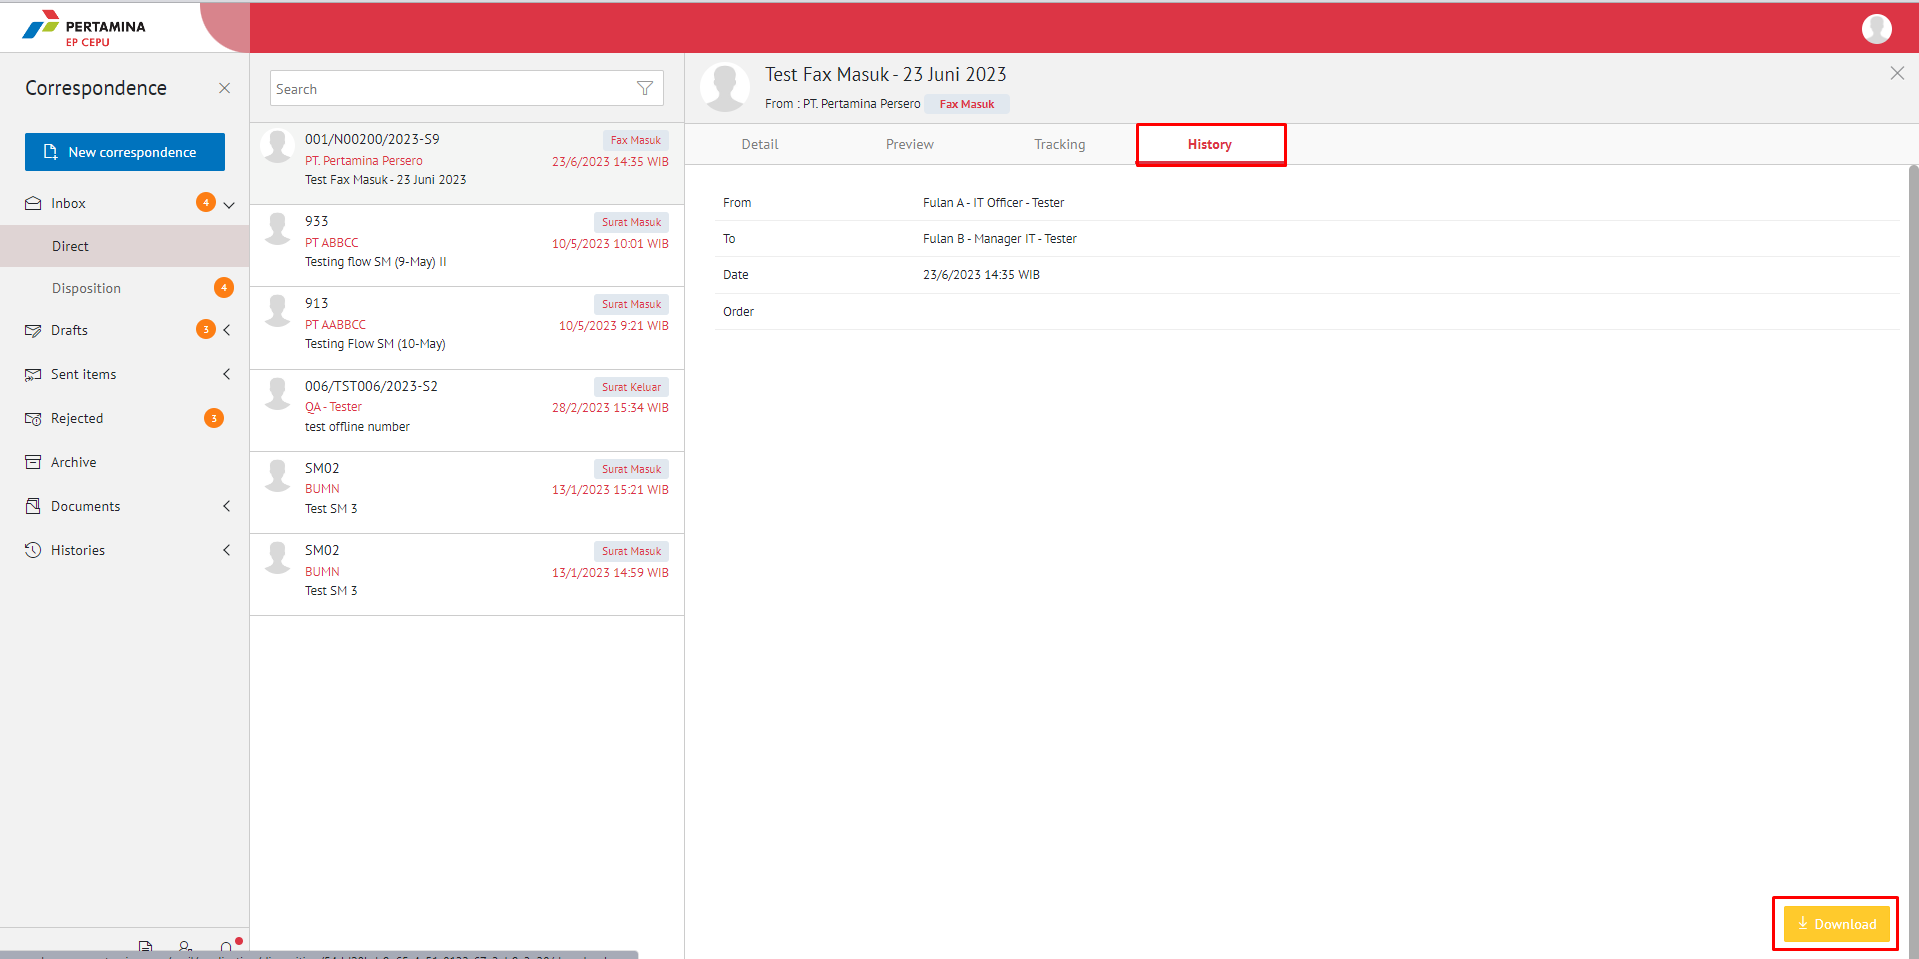 PERTAMINA
EP CEPU
Correspondence
New correspondence
Inbox 4
Direct
Disposition 4
Drafts 3
Sent items
Rejected 3
Archive
Documents
Histories
Search
001/N00200/2023-S9 Fax Masuk
PT. Pertamina Persero 23/6/2023 14:35 WIB
Test Fax Masuk - 23 Juni 2023
933 Surat Masuk
PT ABBCC 10/5/2023 10:01 WIB
Testing flow SM (9-May) II
913 Surat Masuk
PT AABBCC 10/5/2023 9:21 WIB
Testing Flow SM (10-May)
006/TST006/2023-S2 Surat Keluar
QA - Tester 28/2/2023 15:34 WIB
test offline number
SM02 Surat Masuk
BUMN 13/1/2023 15:21 WIB
Test SM 3
SM02 Surat Masuk
BUMN 13/1/2023 14:59 WIB
Test SM 3
Test Fax Masuk - 23 Juni 2023
From : PT. Pertamina Persero Fax Masuk
Detail Preview Tracking History
From Fulan A - IT Officer - Tester
To Fulan B - Manager IT - Tester
Date 23/6/2023 14:35 WIB
Order
Download